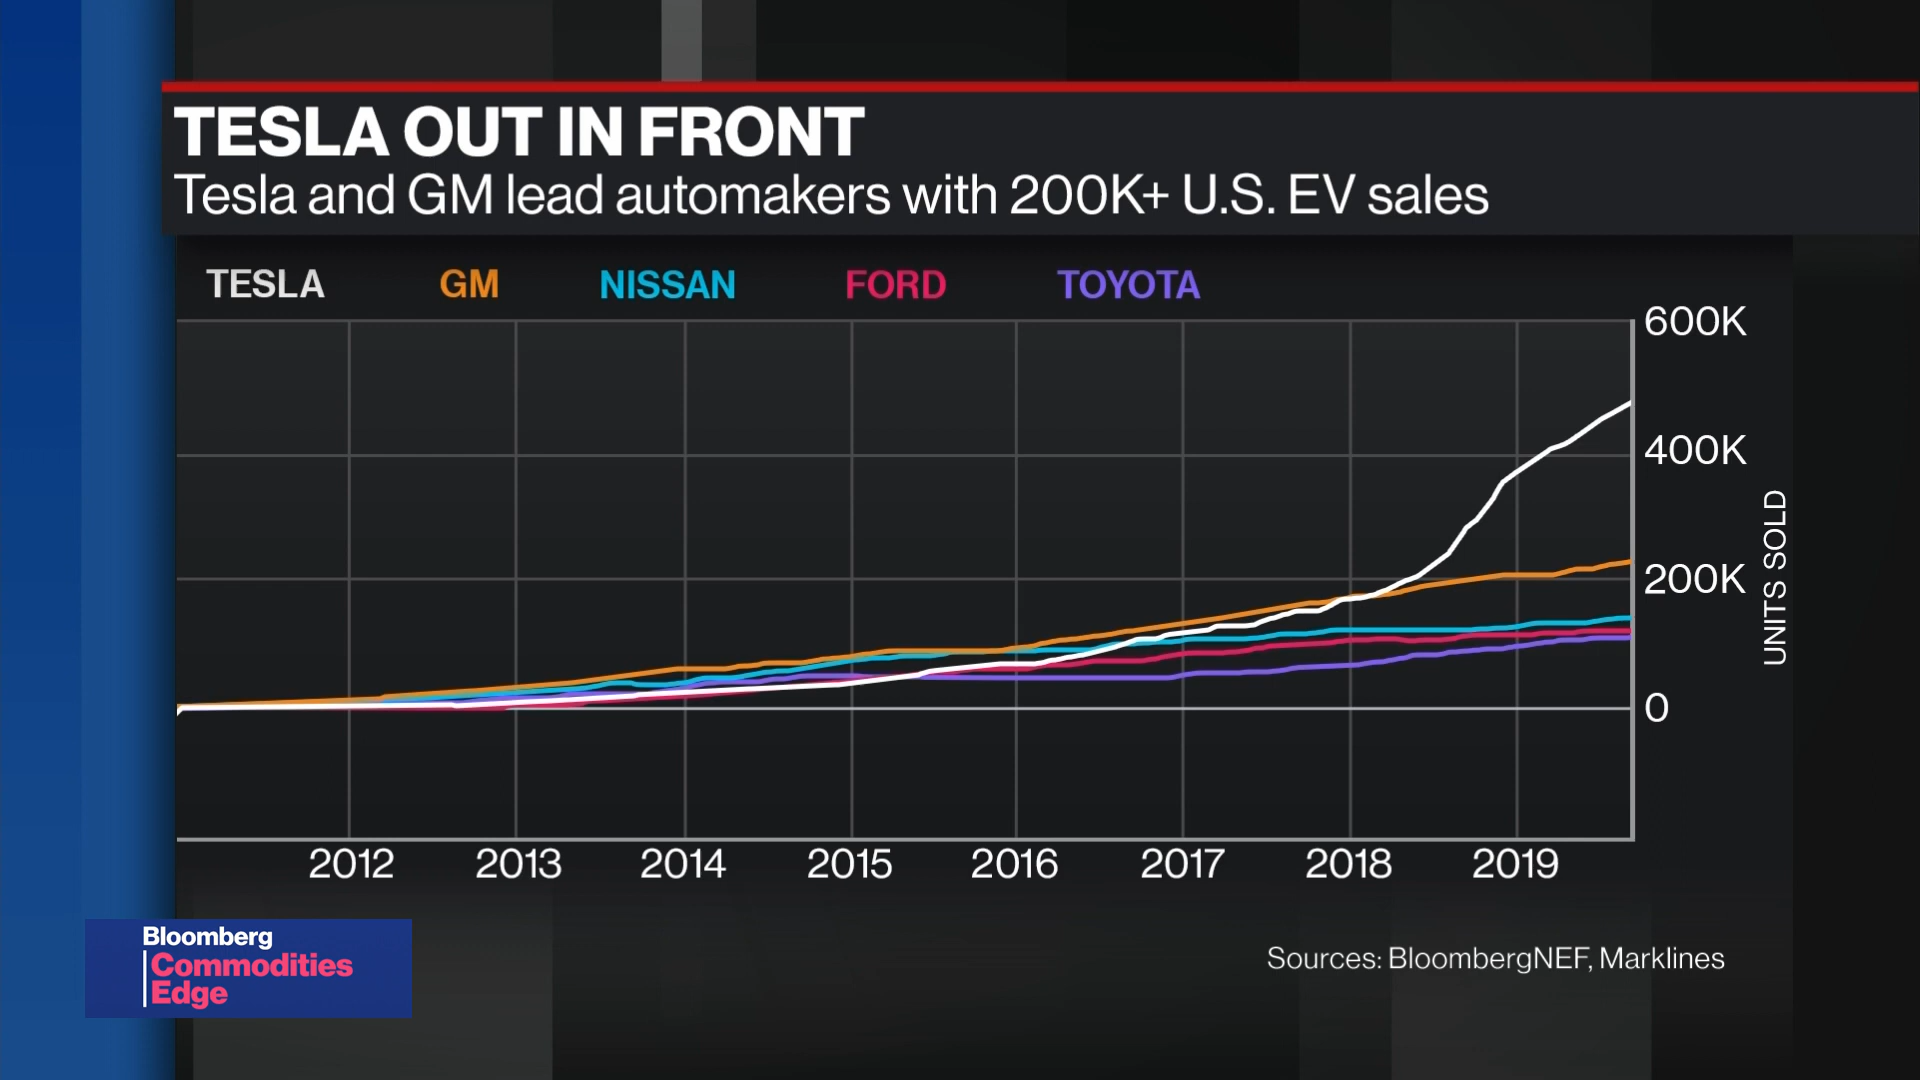 TESLA OUT IN FRONT
Tesla and GM lead automakers with 200K+ U.S. EV sales
TESLA GM NISSAN FORD TOYOTA
600K
400K
200K
0
UNITS SOLD
2012 2013 2014 2015 2016 2017 2018 2019
Bloomberg
Commodities
Edge
Sources: BloombergNEF, Marklines